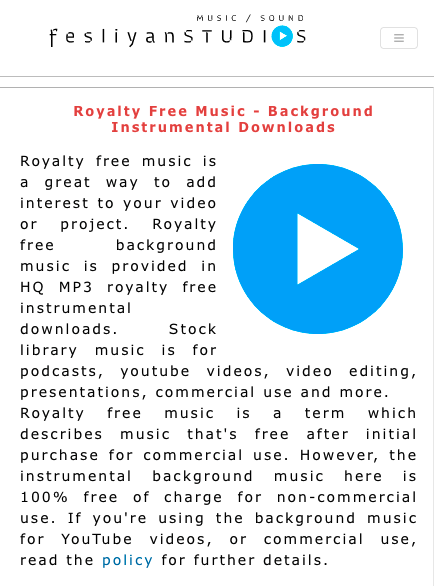 MUSIC / SOUND
fesliyanSTUDIOS
Royalty Free Music - Background
Instrumental Downloads
Royalty free music is
a great way to add
interest to your video
or project. Royalty
free background
music is provided in
HQ MP3 royalty free
instrumental
downloads. Stock
library music is for
podcasts, youtube videos, video editing,
presentations, commercial use and more.
Royalty free music is a term which
describes music that's free after initial
purchase for commercial use. However, the
instrumental background music here is
100% free of charge for non-commercial
use. If you're using the background music
for YouTube videos, or commercial use,
read the policy for further details.